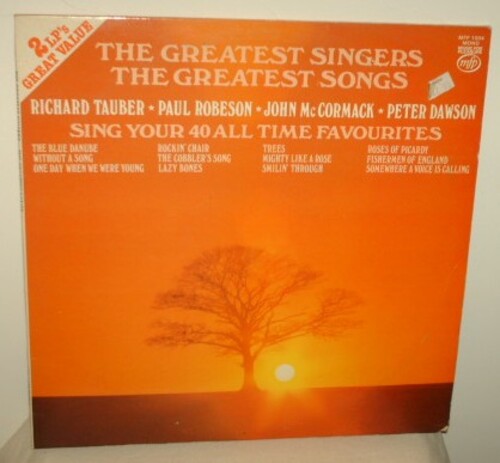 2 LP's
GREAT VALUE
MFP 1004
MONO
mfp
THE GREATEST SINGERS
THE GREATEST SONGS
RICHARD TAUBER • PAUL ROBESON • JOHN McCORMACK • PETER DAWSON
SING YOUR 40 ALL TIME FAVOURITES
THE BLUE DANUBE
WITHOUT A SONG
ONE DAY WHEN WE WERE YOUNG
ROCKIN' CHAIR
THE COBBLER'S SONG
LAZY BONES
TREES
MIGHTY LIKE A ROSE
SMILIN' THROUGH
ROSES OF PICARDY
FISHERMEN OF ENGLAND
SOMEWHERE A VOICE IS CALLING